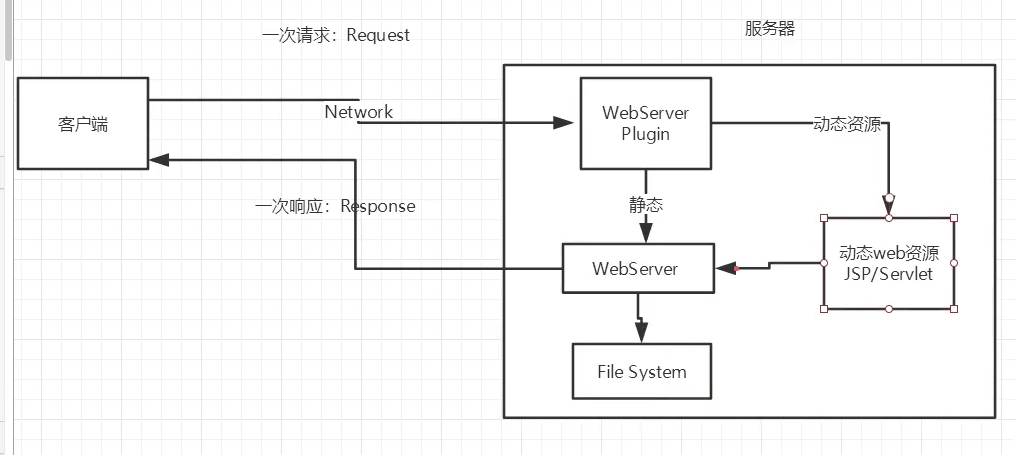 一次请求：Request
服务器
客户端
Network
WebServer
Plugin
动态资源
一次响应：Response
静态
WebServer
动态web资源
JSP/Servlet
File System